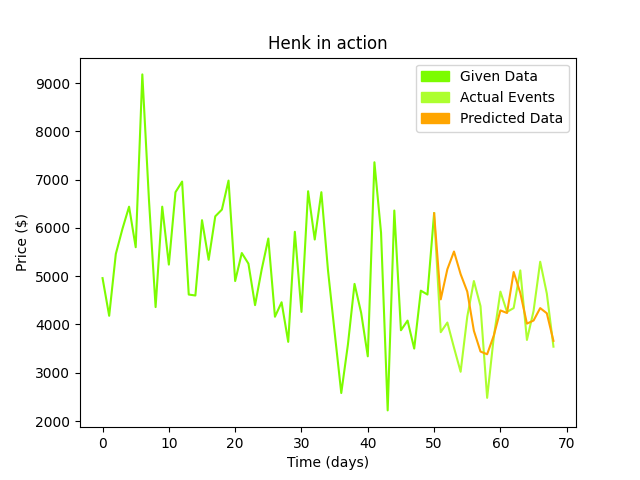 Henk in action
Given Data
Actual Events
Predicted Data
9000
8000
7000
6000
5000
4000
3000
2000
Price ($)
0 10 20 30 40 50 60 70
Time (days)